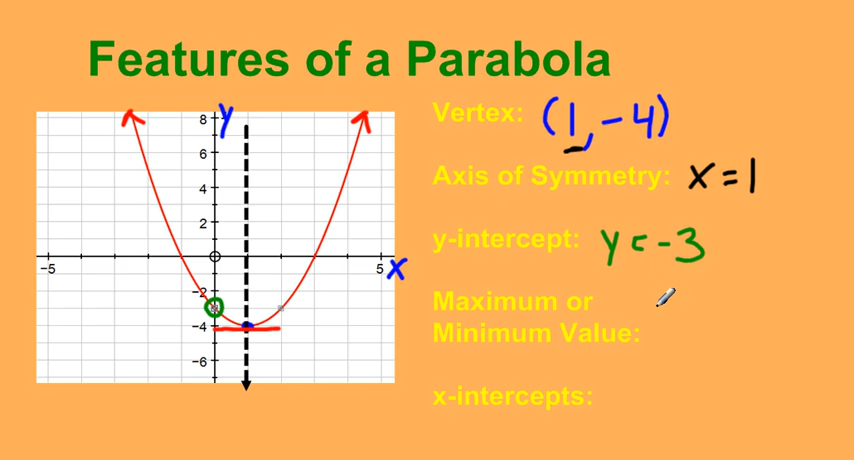 Features of a Parabola
Vertex: (1, -4)
Axis of Symmetry: x = 1
y-intercept: y = -3
Maximum or
Minimum Value:
x-intercepts:
y
8
6
4
2
-5
5
x
-2
-4
-6